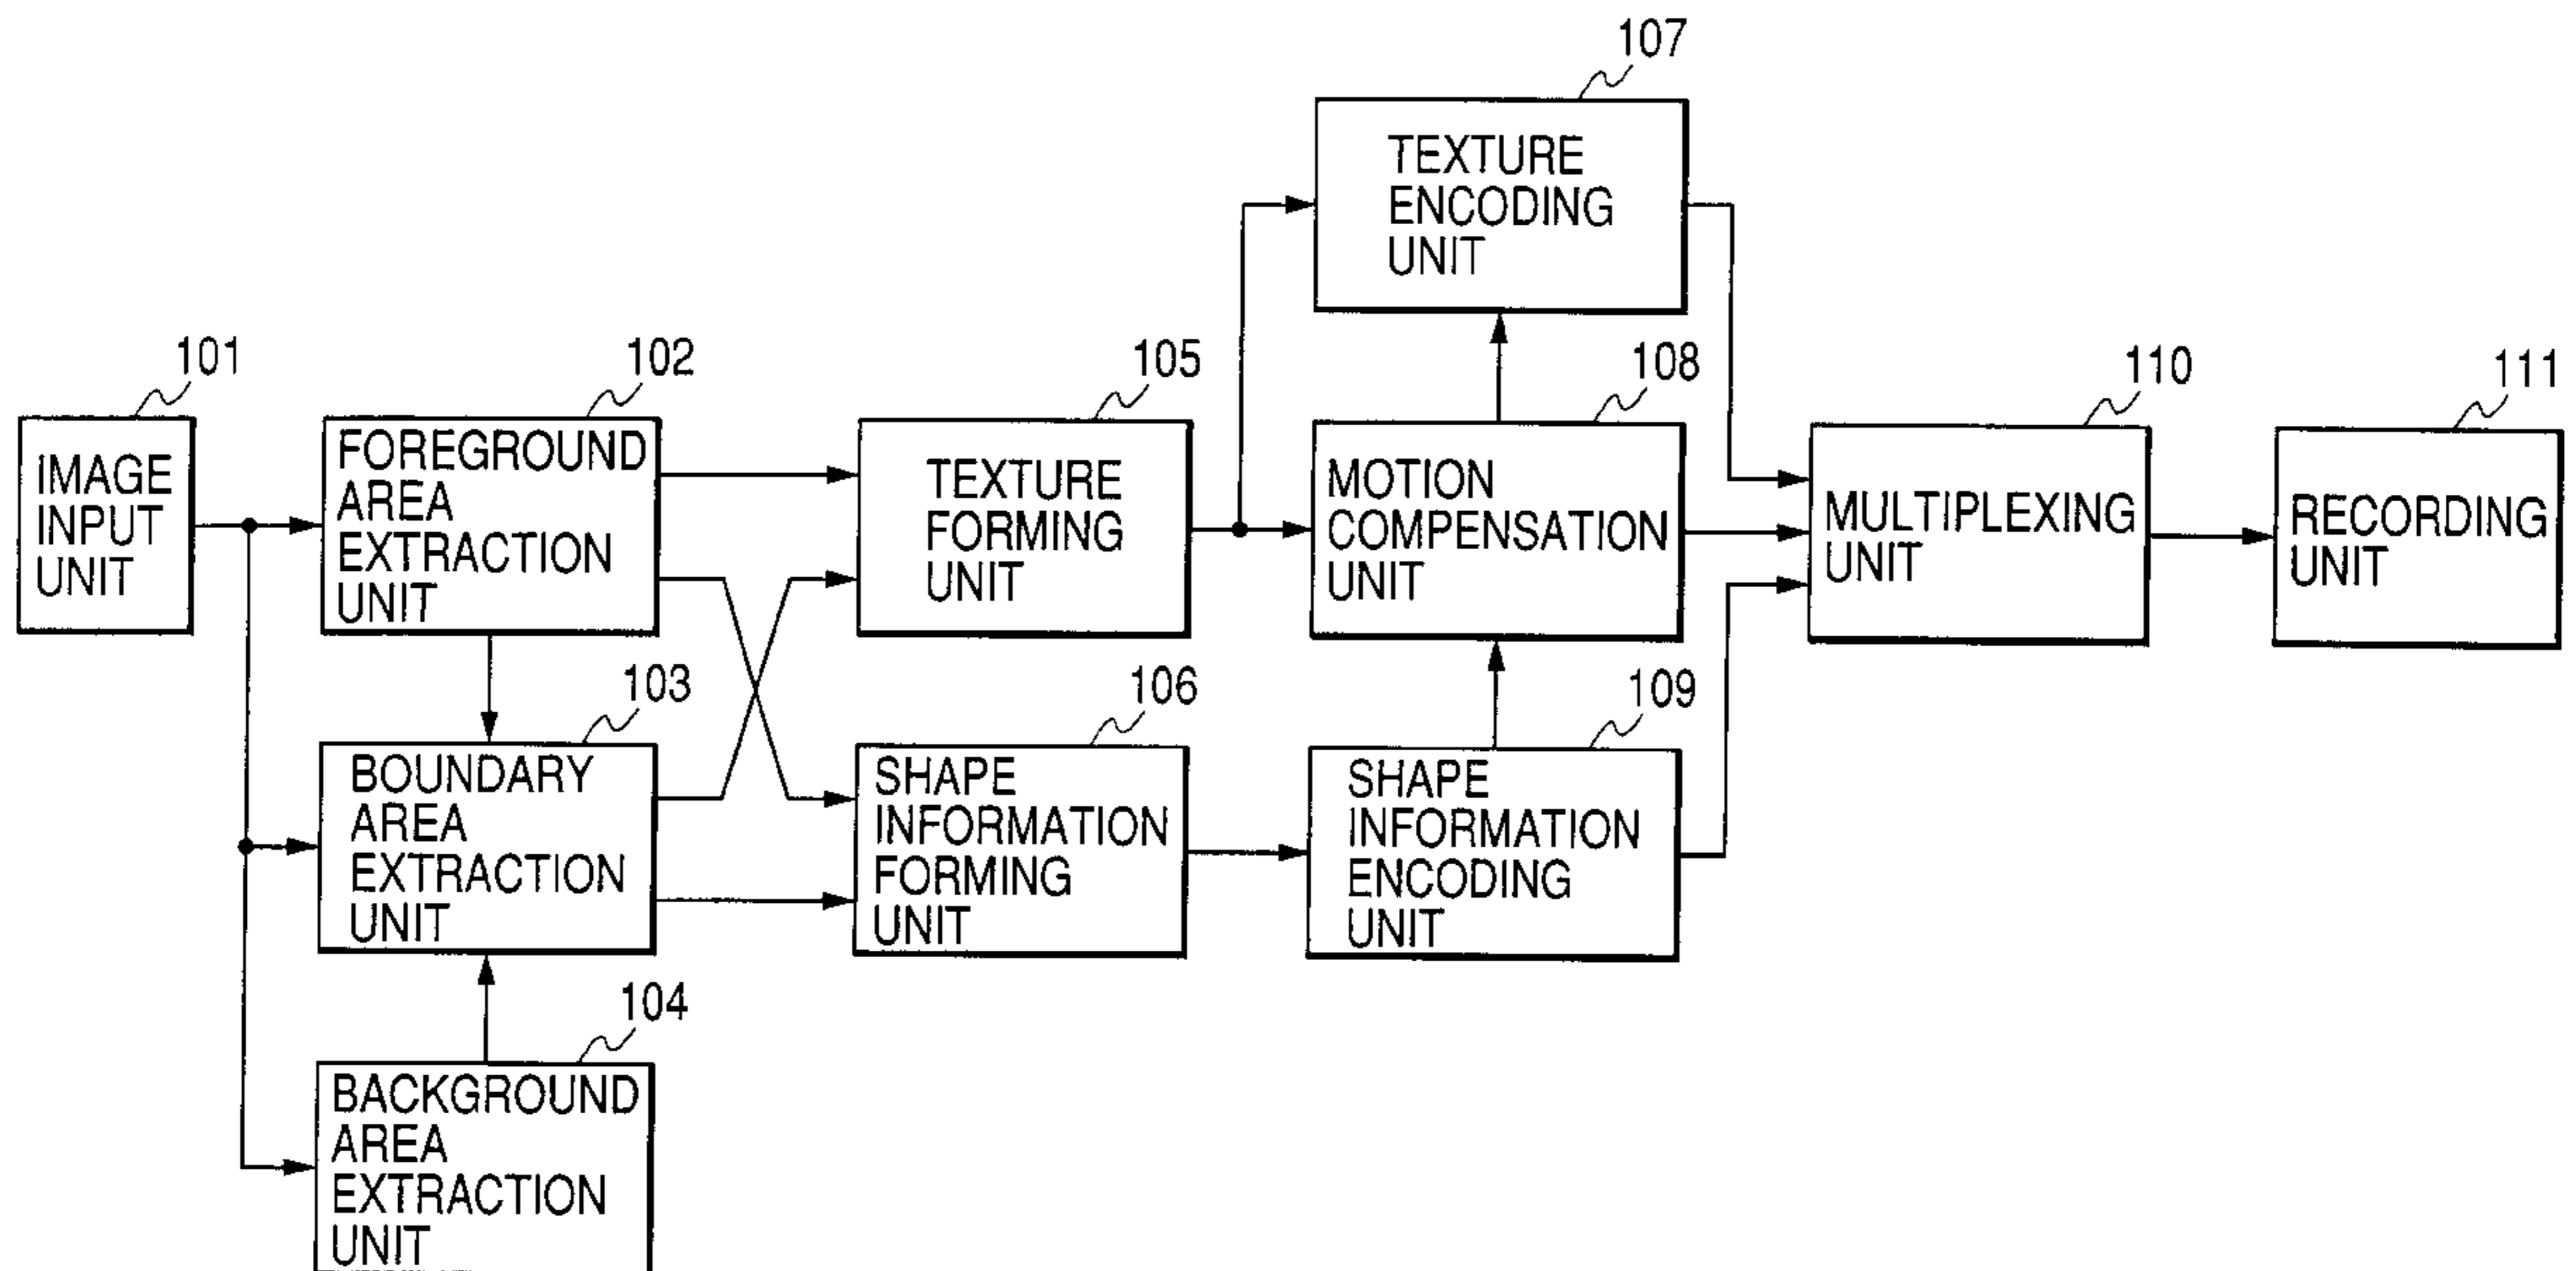 107
TEXTURE
ENCODING
UNIT
101
IMAGE
INPUT
UNIT
102
FOREGROUND
AREA
EXTRACTION
UNIT
105
TEXTURE
FORMING
UNIT
108
MOTION
COMPENSATION
UNIT
110
MULTIPLEXING
UNIT
111
RECORDING
UNIT
103
BOUNDARY
AREA
EXTRACTION
UNIT
106
SHAPE
INFORMATION
FORMING
UNIT
109
SHAPE
INFORMATION
ENCODING
UNIT
104
BACKGROUND
AREA
EXTRACTION
UNIT